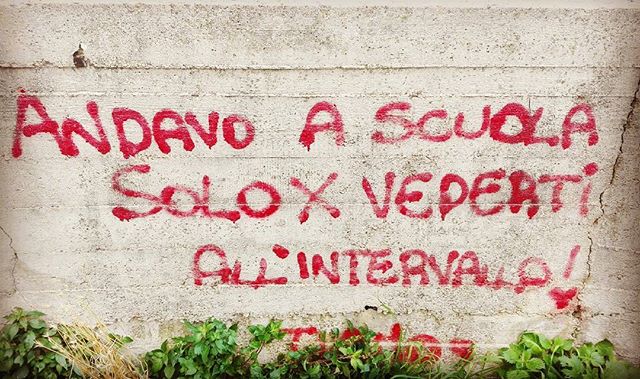 ANDAVO A SCUOLA
SOLO X VEDERTI
ALL'INTERVALLO!